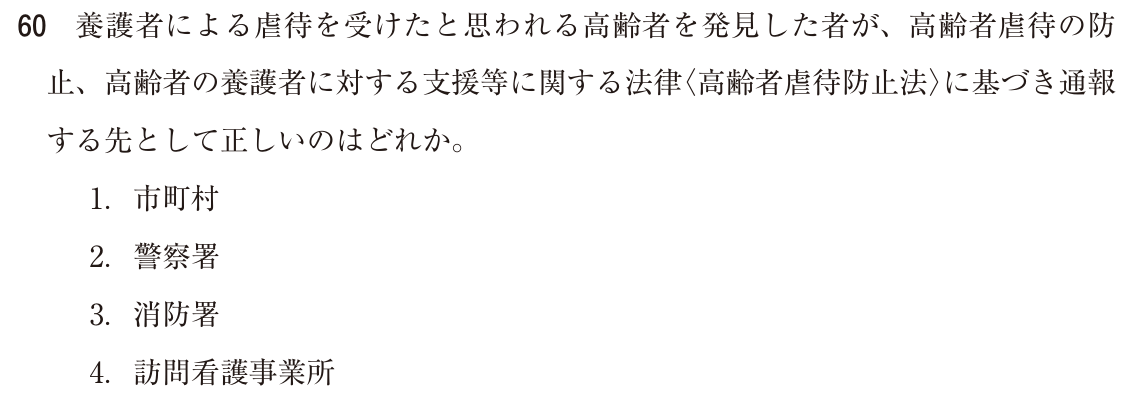 60 養護者による虐待を受けたと思われる高齢者を発見した者が、高齢者虐待の防
止、高齢者の養護者に対する支援等に関する法律〈高齢者虐待防止法〉に基づき通報
する先として正しいのはどれか。
1. 市町村
2. 警察署
3. 消防署
4. 訪問看護事業所